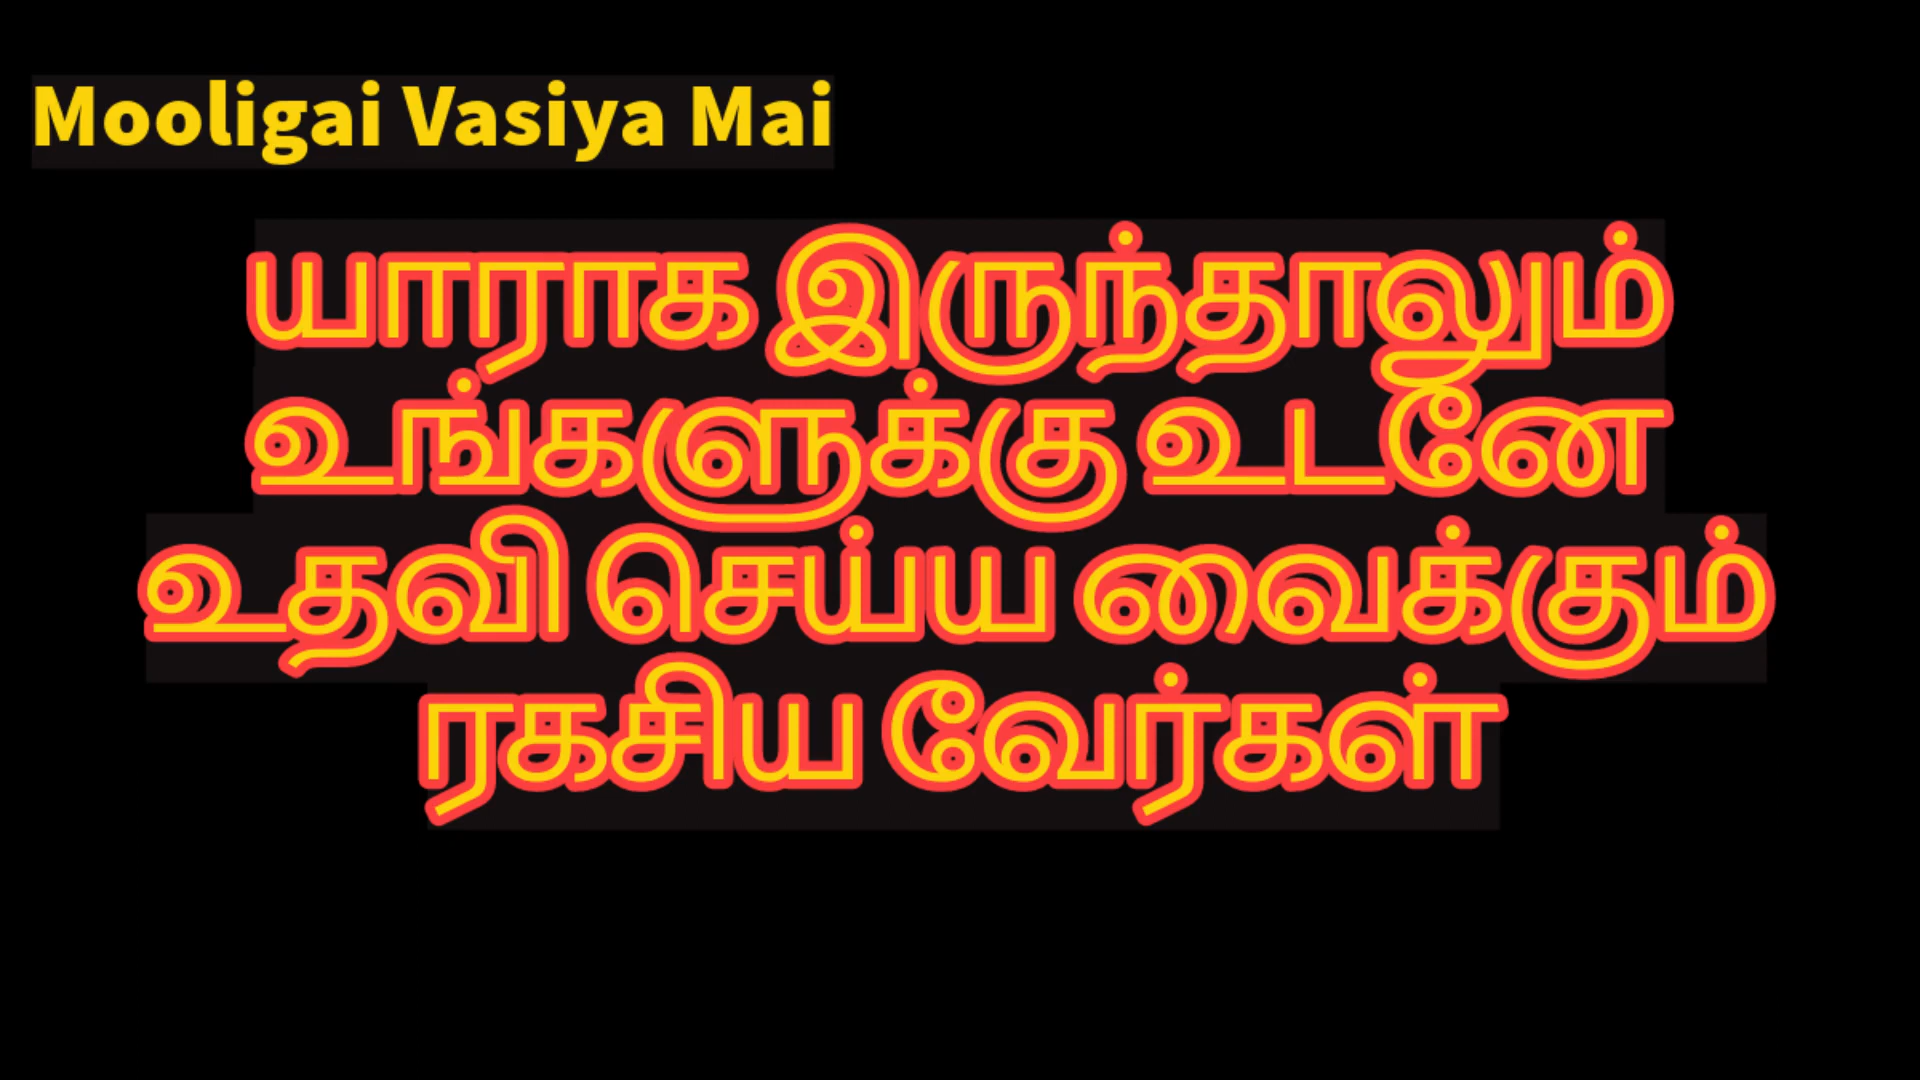 Mooligai Vasiya Mai
யாராக இருந்தாலும்
உங்களுக்கு உடனே
உதவி செய்ய வைக்கும்
ரகசிய வேர்கள்